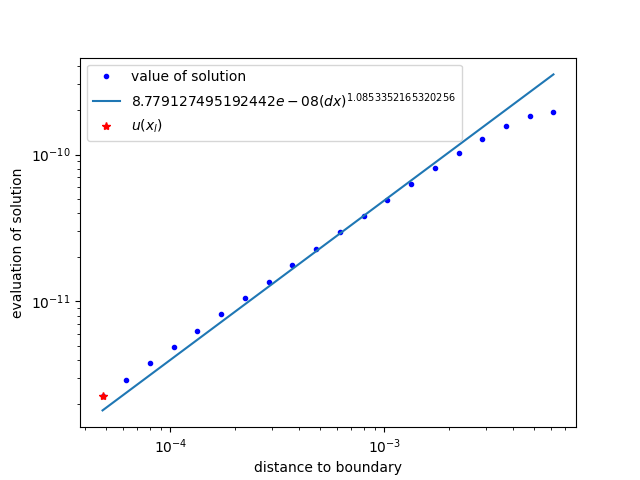 value of solution
8.779127495192442e − 08(dx)^1.0853352165320256
u(x_l)
10^−10
10^−11
evaluation of solution
10^−4 10^−3
distance to boundary